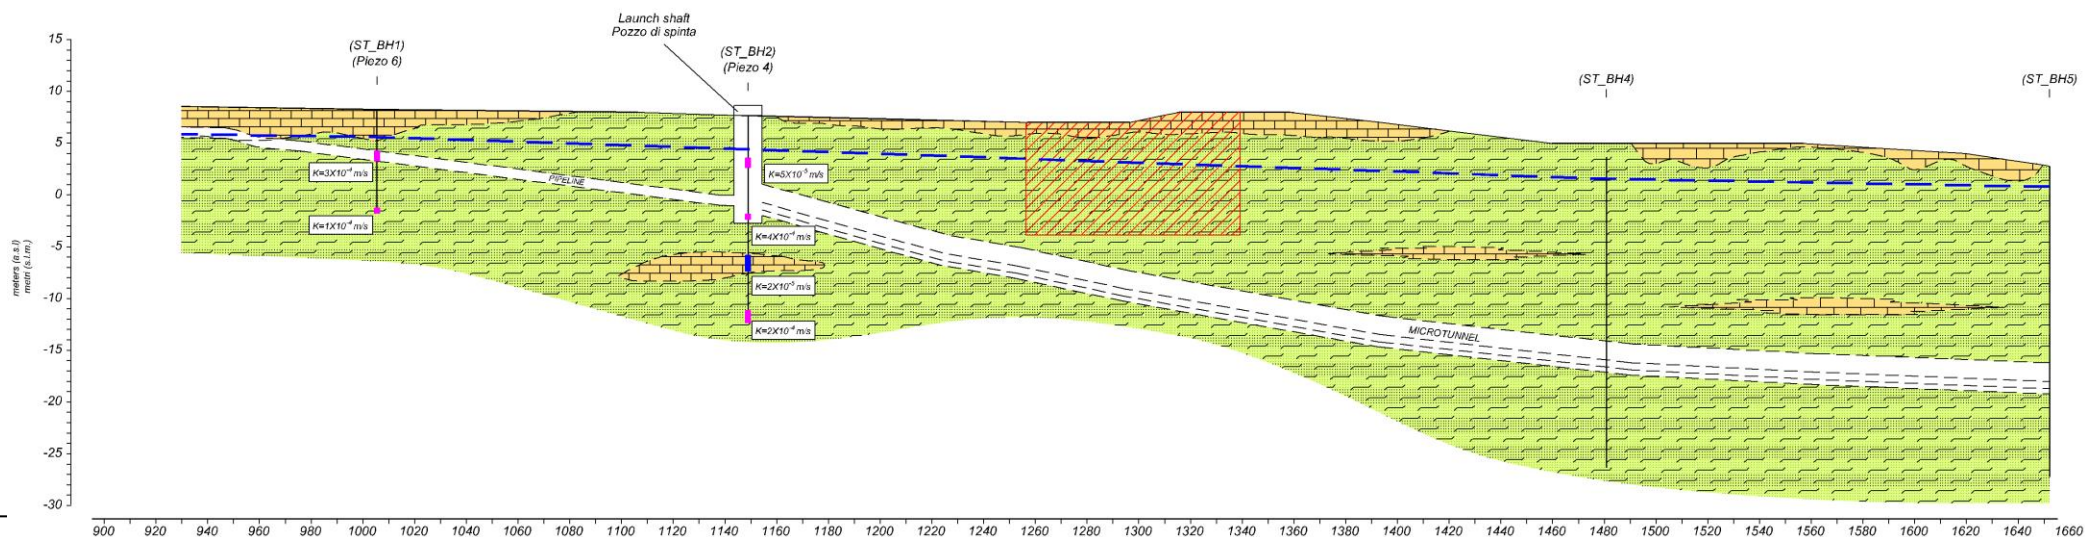 Launch shaft
Pozzo di spinta
(ST_BH1)
(Piezo 6)
(ST_BH2)
(Piezo 4)
(ST_BH4)
(ST_BH5)
15
10
5
0
-5
-10
-15
-20
-25
-30
meters (a.s.l)
metri (s.l.m.)
K=3X10⁻⁴ m/s
K=1X10⁻⁴ m/s
PIPELINE
K=5X10⁻⁵ m/s
K=4X10⁻⁴ m/s
K=2X10⁻⁵ m/s
K=2X10⁻⁴ m/s
MICROTUNNEL
900 920 940 960 980 1000 1020 1040 1060 1080 1100 1120 1140 1160 1180 1200 1220 1240 1260 1280 1300 1320 1340 1360 1380 1400 1420 1440 1460 1480 1500 1520 1540 1560 1580 1600 1620 1640 1660